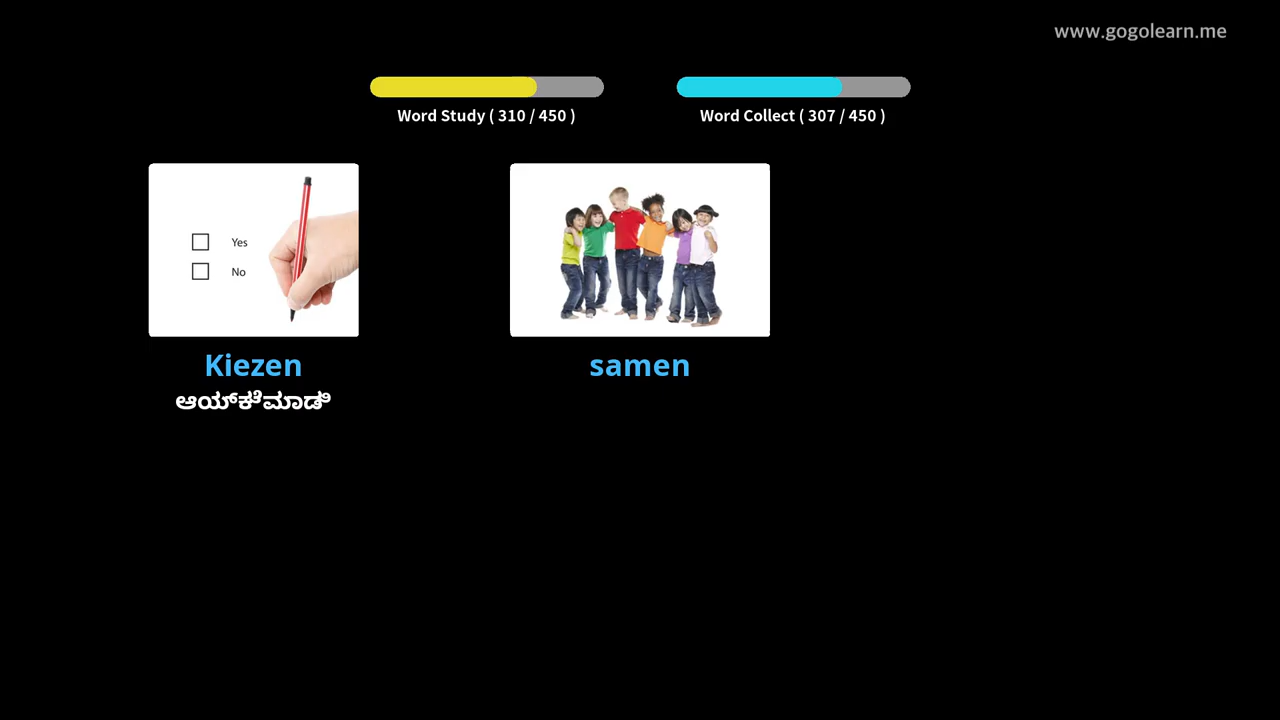 www.gogolearn.me
Word Study ( 310 / 450 )
Word Collect ( 307 / 450 )
Yes
No
Kiezen
samen
ಆಯ್ಕೆಮಾಡಿ